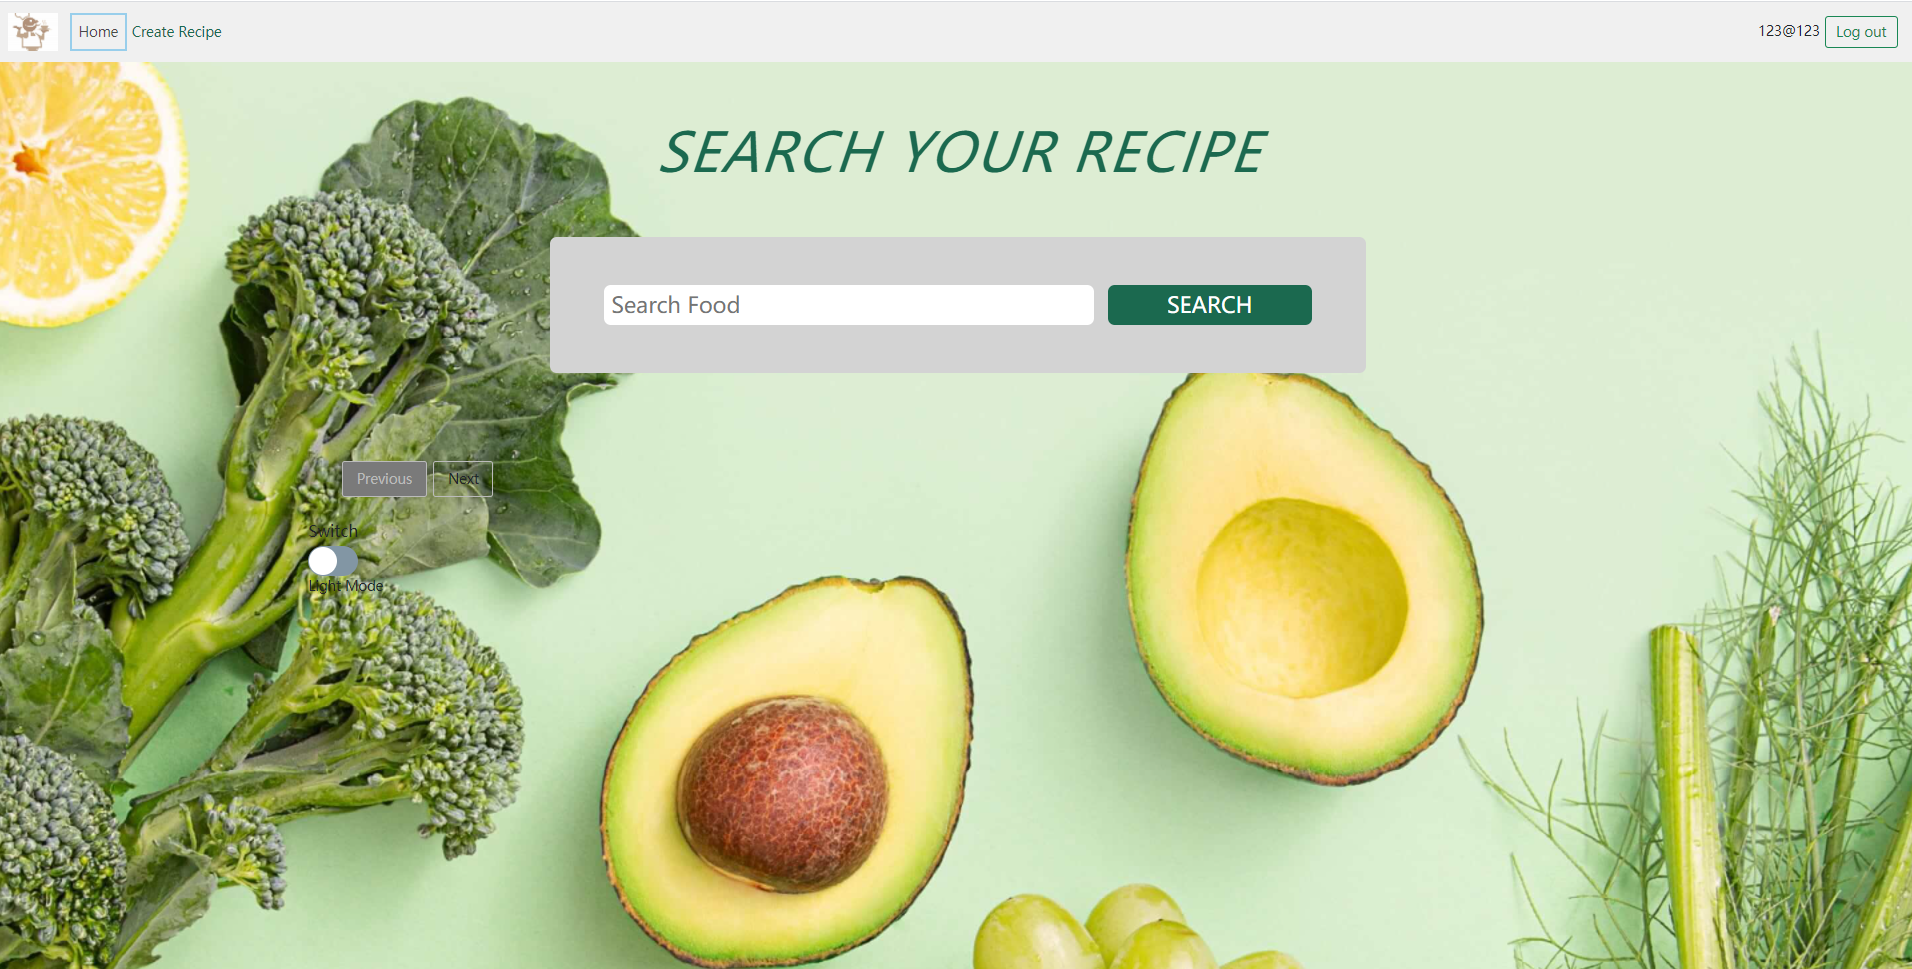 Home Create Recipe 123@123 Log out
SEARCH YOUR RECIPE
Search Food SEARCH
Previous Next
Switch
Light Mode